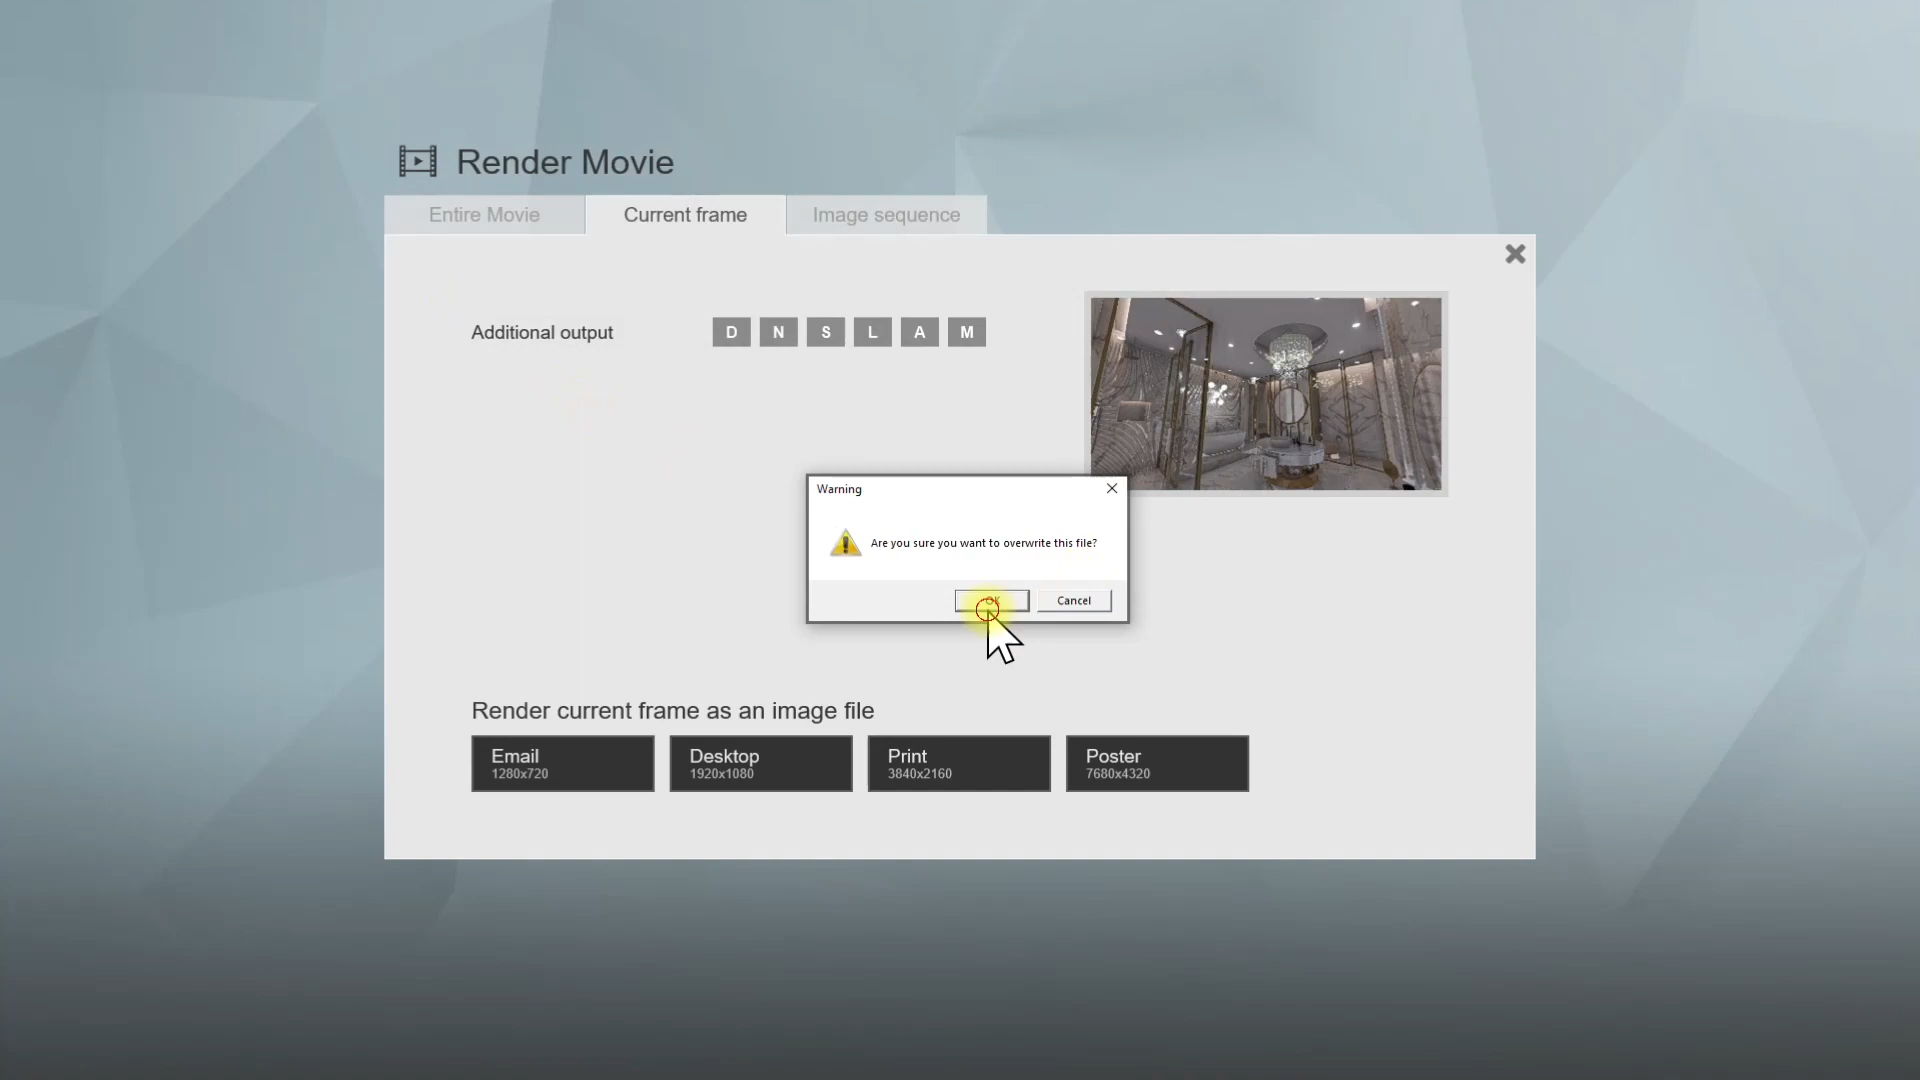 Render Movie
Entire Movie
Current frame
Image sequence
Additional output
D N S L A M
Warning
Are you sure you want to overwrite this file?
OK
Cancel
Render current frame as an image file
Email
1280x720
Desktop
1920x1080
Print
3840x2160
Poster
7680x4320